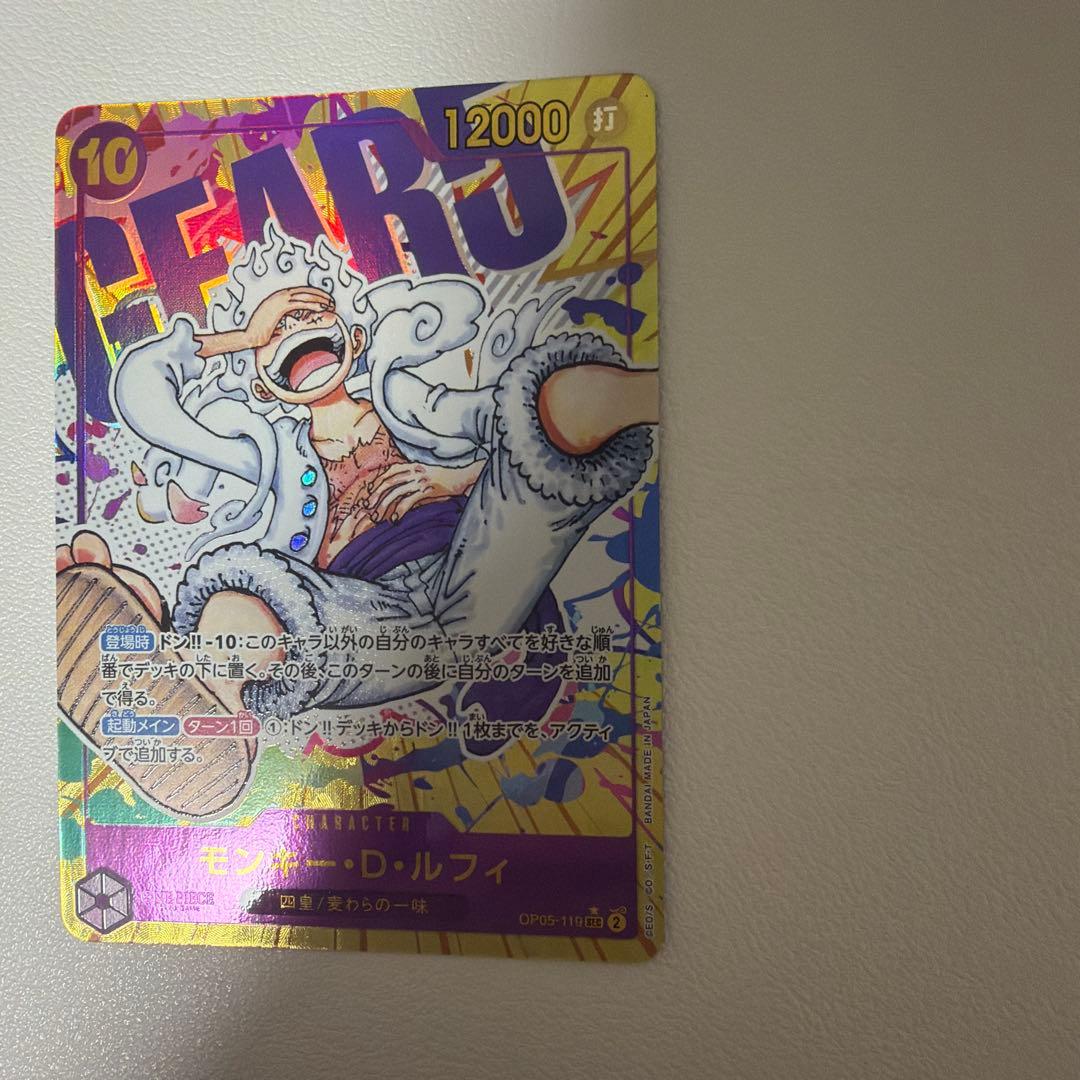 10
12000 打
GEAR5
登場時 ドン!! -10:このキャラ以外の自分のキャラすべてを好きな順
番でデッキの下に置く。その後、このターンの後に自分のターンを追加
で得る。
起動メイン ターン1回 ①:ドン!!デッキからドン!!1枚までを、アクティ
ブで追加する。
CHARACTER
モンキー・D・ルフィ
ONE PIECE
四皇/麦わらの一味
OP05-119 SEC 2
©E.O/S. CO. S・F・T BANDAI MADE IN JAPAN